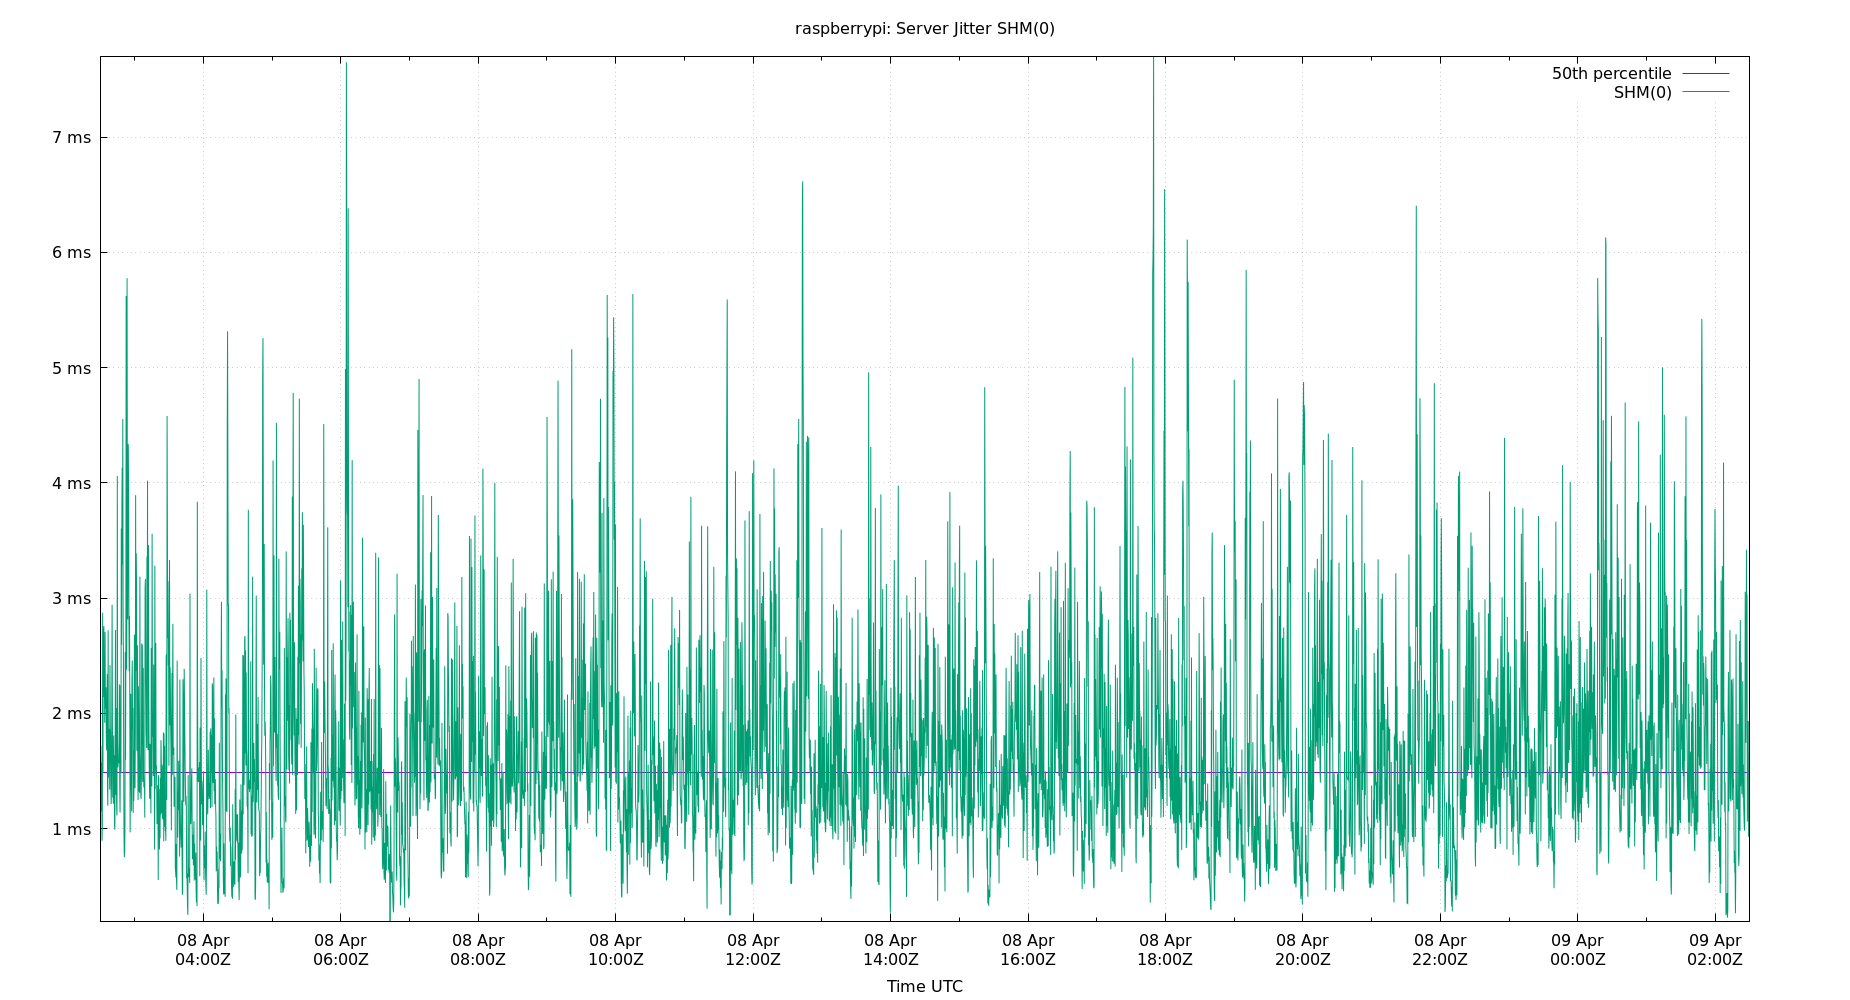 raspberrypi: Server Jitter SHM(0)
50th percentile
SHM(0)
7 ms
6 ms
5 ms
4 ms
3 ms
2 ms
1 ms
08 Apr 08 Apr 08 Apr 08 Apr 08 Apr 08 Apr 08 Apr 08 Apr 08 Apr 08 Apr 09 Apr 09 Apr
04:00Z 06:00Z 08:00Z 10:00Z 12:00Z 14:00Z 16:00Z 18:00Z 20:00Z 22:00Z 00:00Z 02:00Z
Time UTC